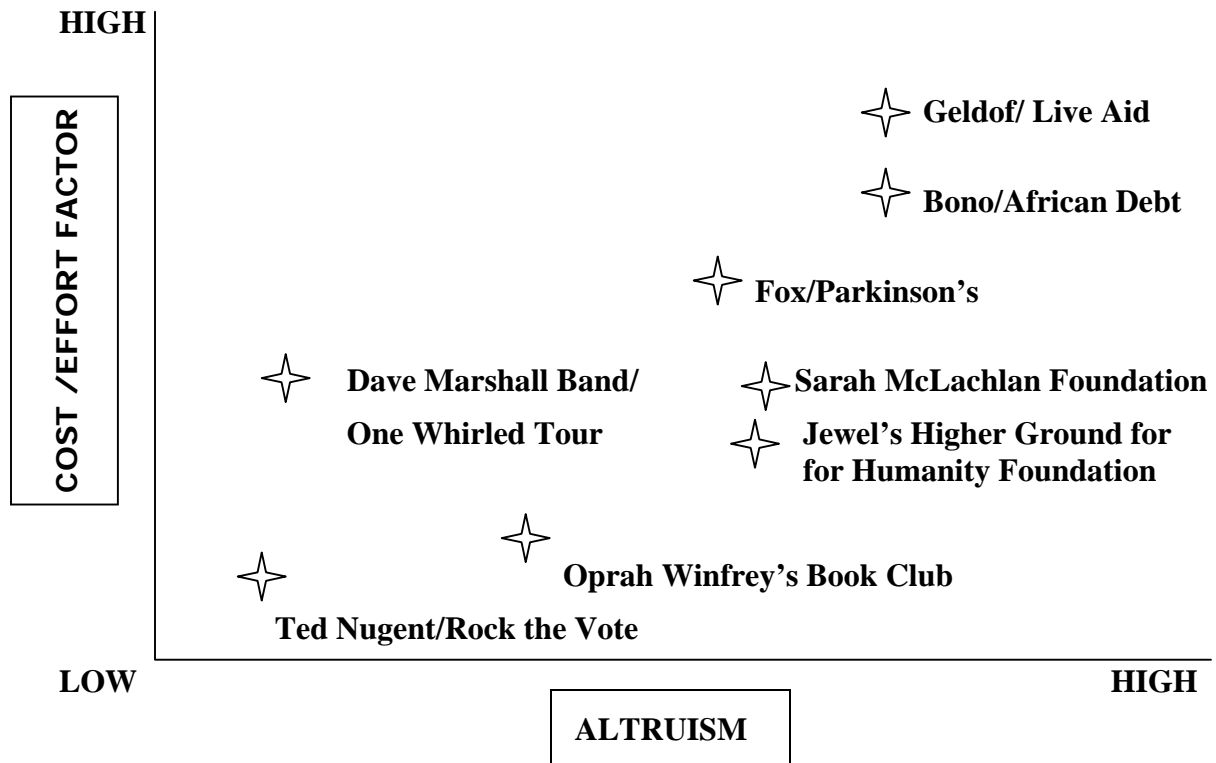 HIGH
COST /EFFORT FACTOR
Geldof/ Live Aid
Bono/African Debt
Fox/Parkinson’s
Dave Marshall Band/
One Whirled Tour
Sarah McLachlan Foundation
Jewel’s Higher Ground for
for Humanity Foundation
Oprah Winfrey’s Book Club
Ted Nugent/Rock the Vote
LOW
HIGH
ALTRUISM